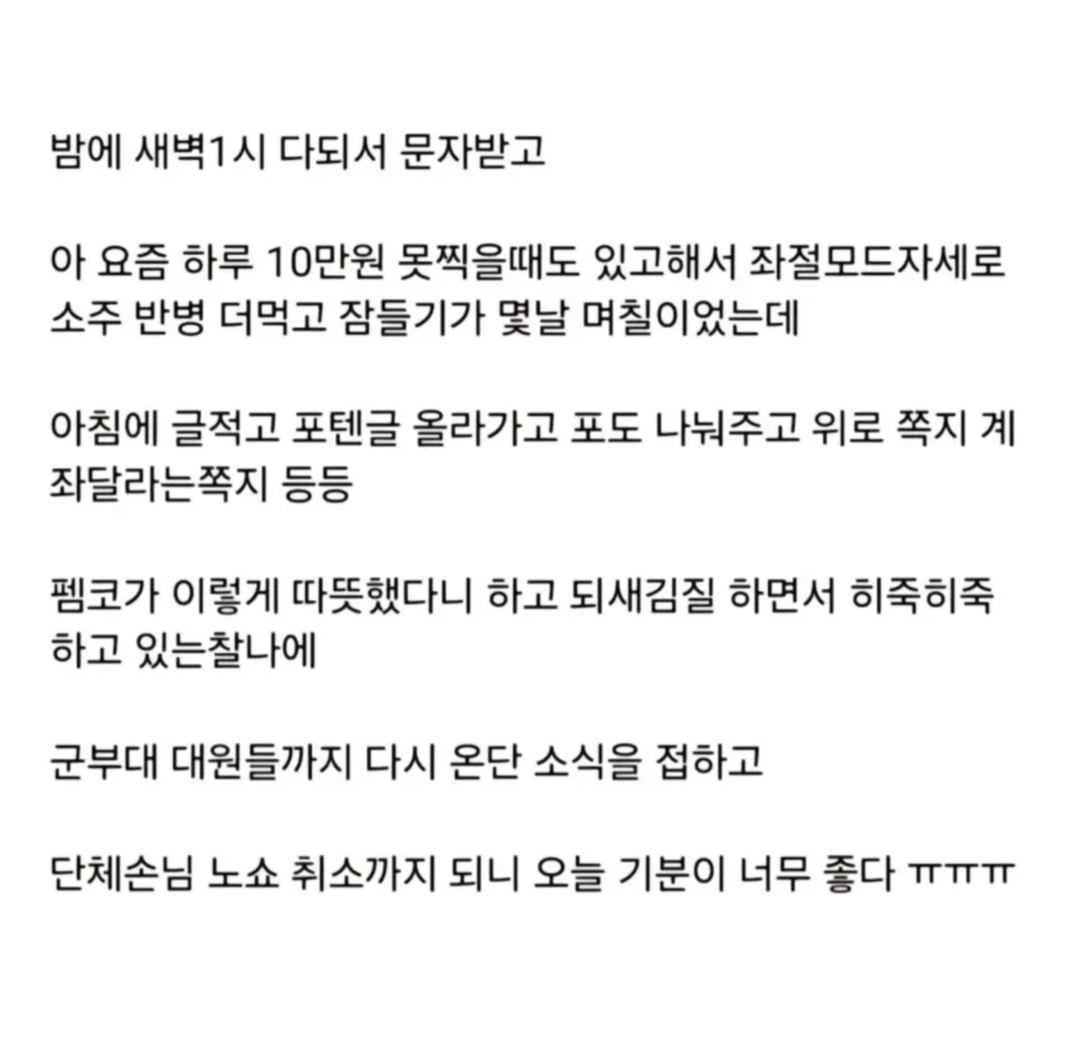 밤에 새벽1시 다되서 문자받고
아 요즘 하루 10만원 못찍을때도 있고해서 좌절모드자세로
소주 반병 더먹고 잠들기가 몇날 며칠이었는데
아침에 글적고 포텐글 올라가고 포도 나눠주고 위로 쪽지 계
좌달라는쪽지 등등
펨코가 이렇게 따뜻했다니 하고 되새김질 하면서 히죽히죽
하고 있는찰나에
군부대 대원들까지 다시 온단 소식을 접하고
단체손님 노쇼 취소까지 되니 오늘 기분이 너무 좋다 ㅠㅠㅠ